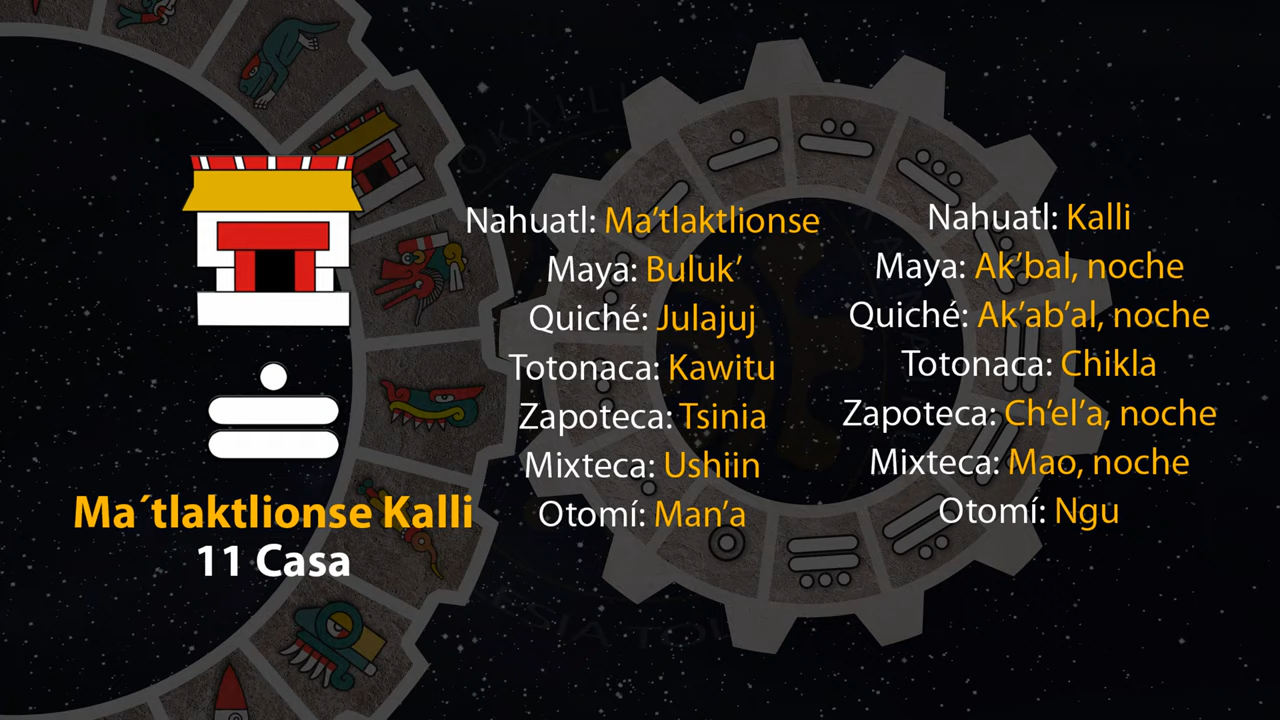 Nahuatl: Ma’tlaktlionse
Maya: Buluk’
Quiché: Julajuj
Totonaca: Kawitu
Zapoteca: Tsinia
Mixteca: Ushiin
Otomí: Man’a
Nahuatl: Kalli
Maya: Ak’bal, noche
Quiché: Ak’ab’al, noche
Totonaca: Chikla
Zapoteca: Ch’el’a, noche
Mixteca: Mao, noche
Otomí: Ngu
Ma´tlaktlionse Kalli
11 Casa